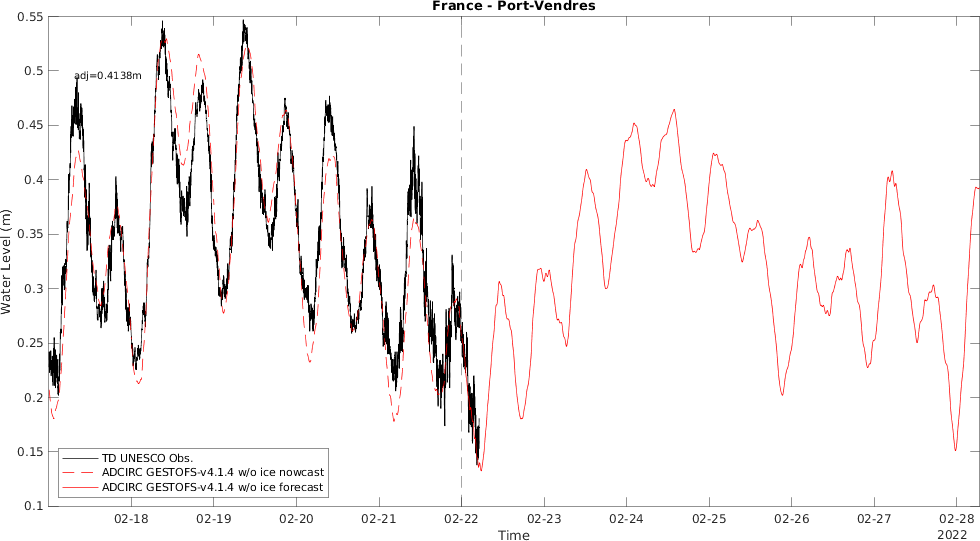 France - Port-Vendres
0.55
0.5
0.45
0.4
0.35
0.3
0.25
0.2
0.15
0.1
Water Level (m)
adj=0.4138m
TD UNESCO Obs.
ADCIRC GESTOFS-v4.1.4 w/o ice nowcast
ADCIRC GESTOFS-v4.1.4 w/o ice forecast
02-18 02-19 02-20 02-21 02-22 02-23 02-24 02-25 02-26 02-27 02-28
Time 2022